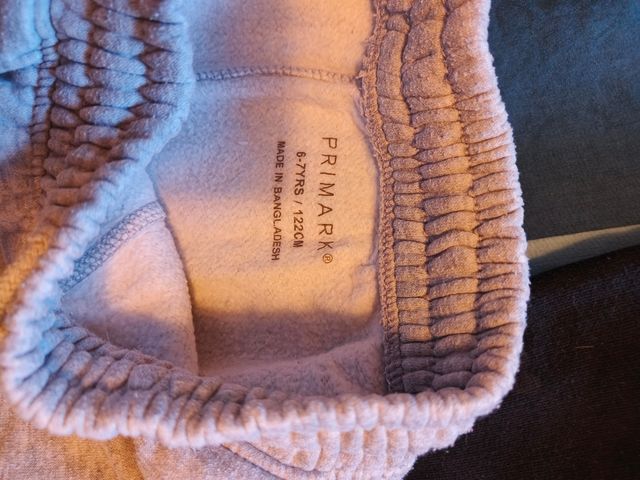 PRIMARK®
6-7YRS / 122CM
MADE IN BANGLADESH